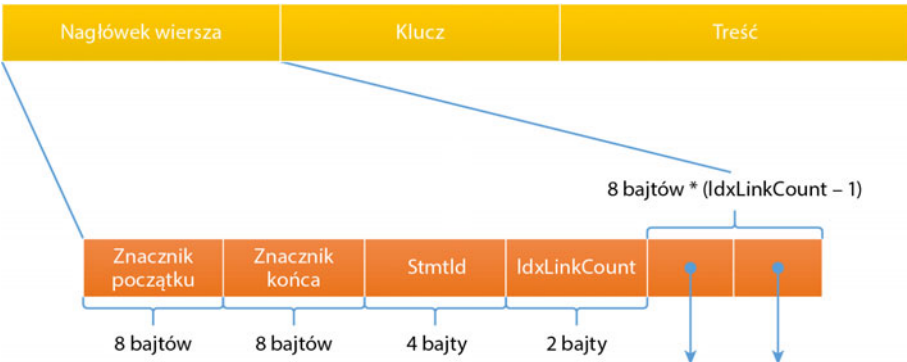 Nagłówek wiersza
Klucz
Treść
8 bajtów * (IdxLinkCount – 1)
Znacznik
początku
Znacznik
końca
StmtId
IdxLinkCount
8 bajtów
8 bajtów
4 bajty
2 bajty